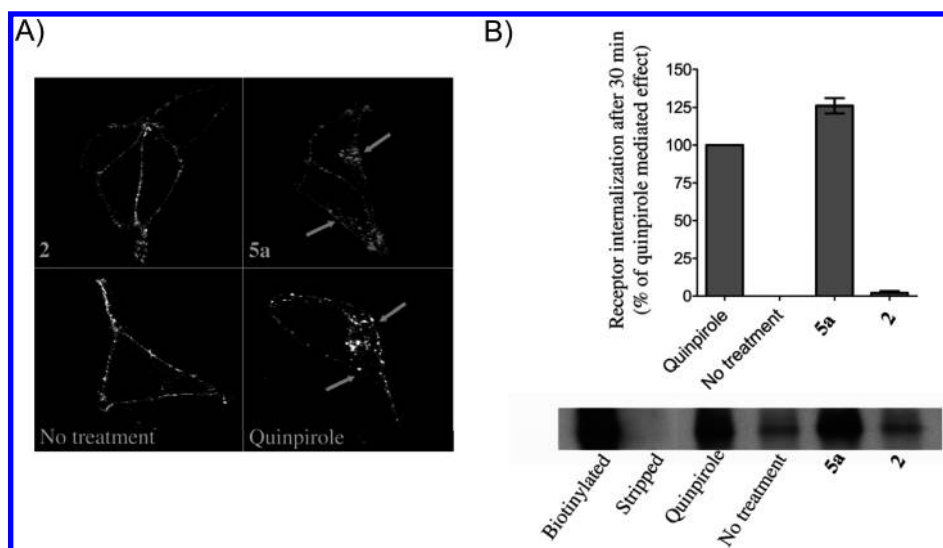 A)
2
5a
No treatment
Quinpirole
B)
Receptor internalization after 30 min
(% of quinpirole mediated effect)
150
125
100
75
50
25
0
Quinpirole
No treatment
5a
2
Biotinylated
Stripped
Quinpirole
No treatment
5a
2